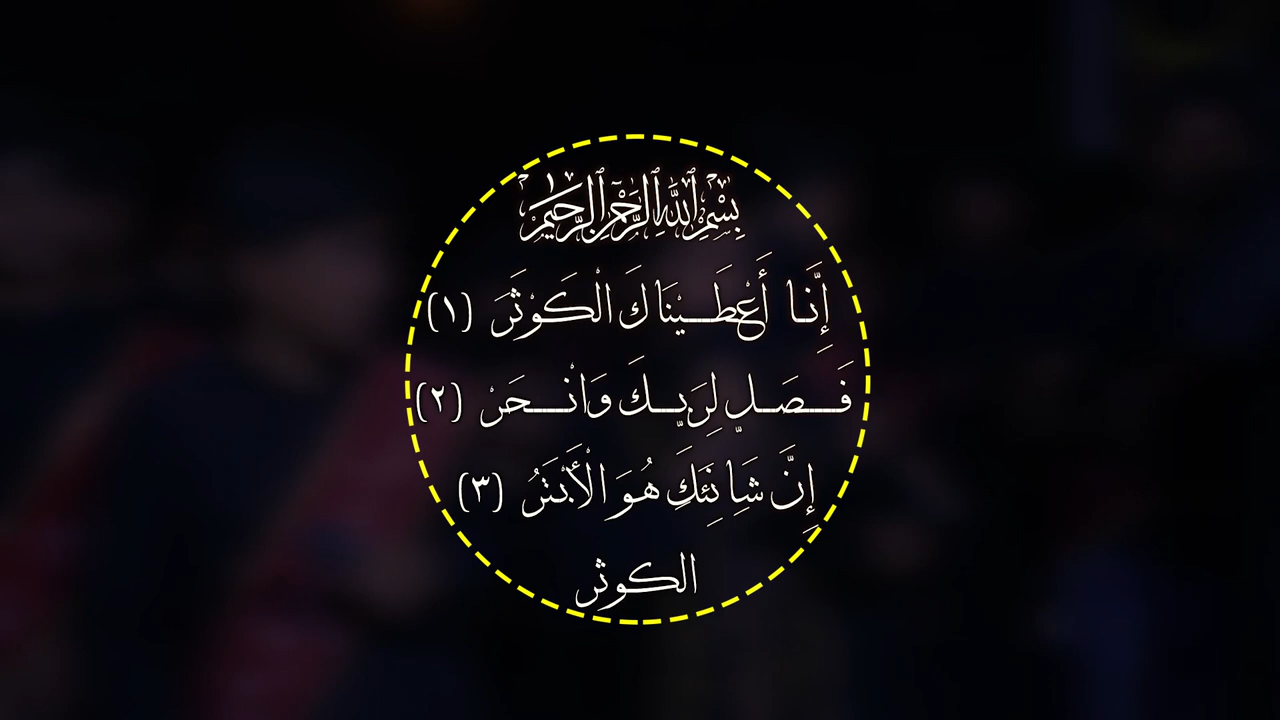 بِسْمِ اللَّهِ الرَّحْمَٰنِ الرَّحِيمِ
إِنَّا أَعْطَيْنَاكَ الْكَوْثَرَ (١)
فَصَلِّ لِرَبِّكَ وَانْحَرْ (٢)
إِنَّ شَانِئَكَ هُوَ الْأَبْتَرُ (٣)
الكوثر